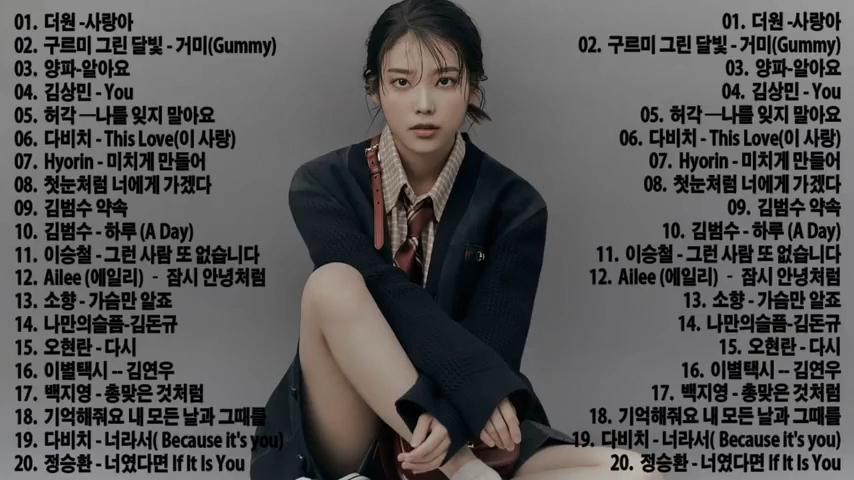 01. 더원 -사랑아
02. 구르미 그린 달빛 - 거미(Gummy)
03. 양파-알아요
04. 김상민 - You
05. 허각 —나를 잊지 말아요
06. 다비치 - This Love(이 사랑)
07. Hyorin - 미치게 만들어
08. 첫눈처럼 너에게 가겠다
09. 김범수 약속
10. 김범수 - 하루 (A Day)
11. 이승철 - 그런 사람 또 없습니다
12. Ailee (에일리) - 잠시 안녕처럼
13. 소향 - 가슴만 알죠
14. 나만의슬픔-김돈규
15. 오현란 - 다시
16. 이별택시 -- 김연우
17. 백지영 - 총맞은 것처럼
18. 기억해줘요 내 모든 날과 그때를
19. 다비치 - 너라서( Because it's you)
20. 정승환 - 너였다면 If It Is You
01. 더원 -사랑아
02. 구르미 그린 달빛 - 거미(Gummy)
03. 양파-알아요
04. 김상민 - You
05. 허각 —나를 잊지 말아요
06. 다비치 - This Love(이 사랑)
07. Hyorin - 미치게 만들어
08. 첫눈처럼 너에게 가겠다
09. 김범수 약속
10. 김범수 - 하루 (A Day)
11. 이승철 - 그런 사람 또 없습니다
12. Ailee (에일리) - 잠시 안녕처럼
13. 소향 - 가슴만 알죠
14. 나만의슬픔-김돈규
15. 오현란 - 다시
16. 이별택시 -- 김연우
17. 백지영 - 총맞은 것처럼
18. 기억해줘요 내 모든 날과 그때를
19. 다비치 - 너라서( Because it's you)
20. 정승환 - 너였다면 If It Is You